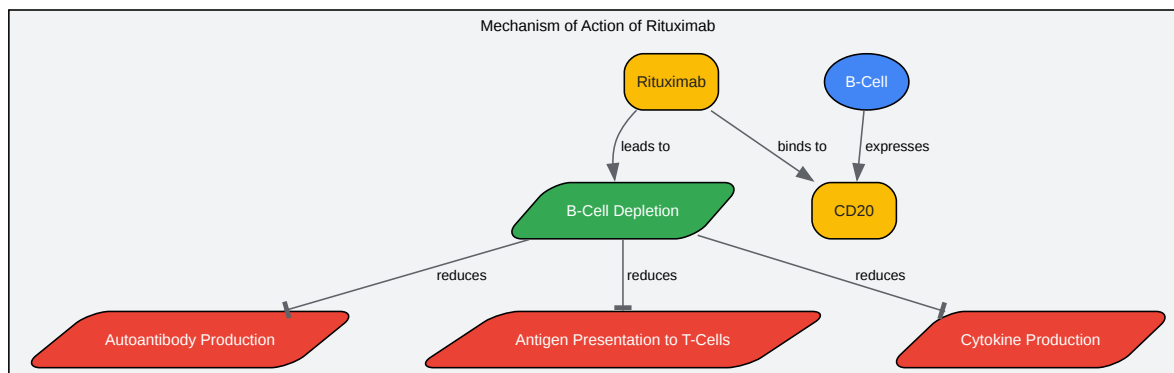 Mechanism of Action of Rituximab
Rituximab
B-Cell
leads to
binds to
expresses
B-Cell Depletion
CD20
reduces
reduces
reduces
Autoantibody Production
Antigen Presentation to T-Cells
Cytokine Production